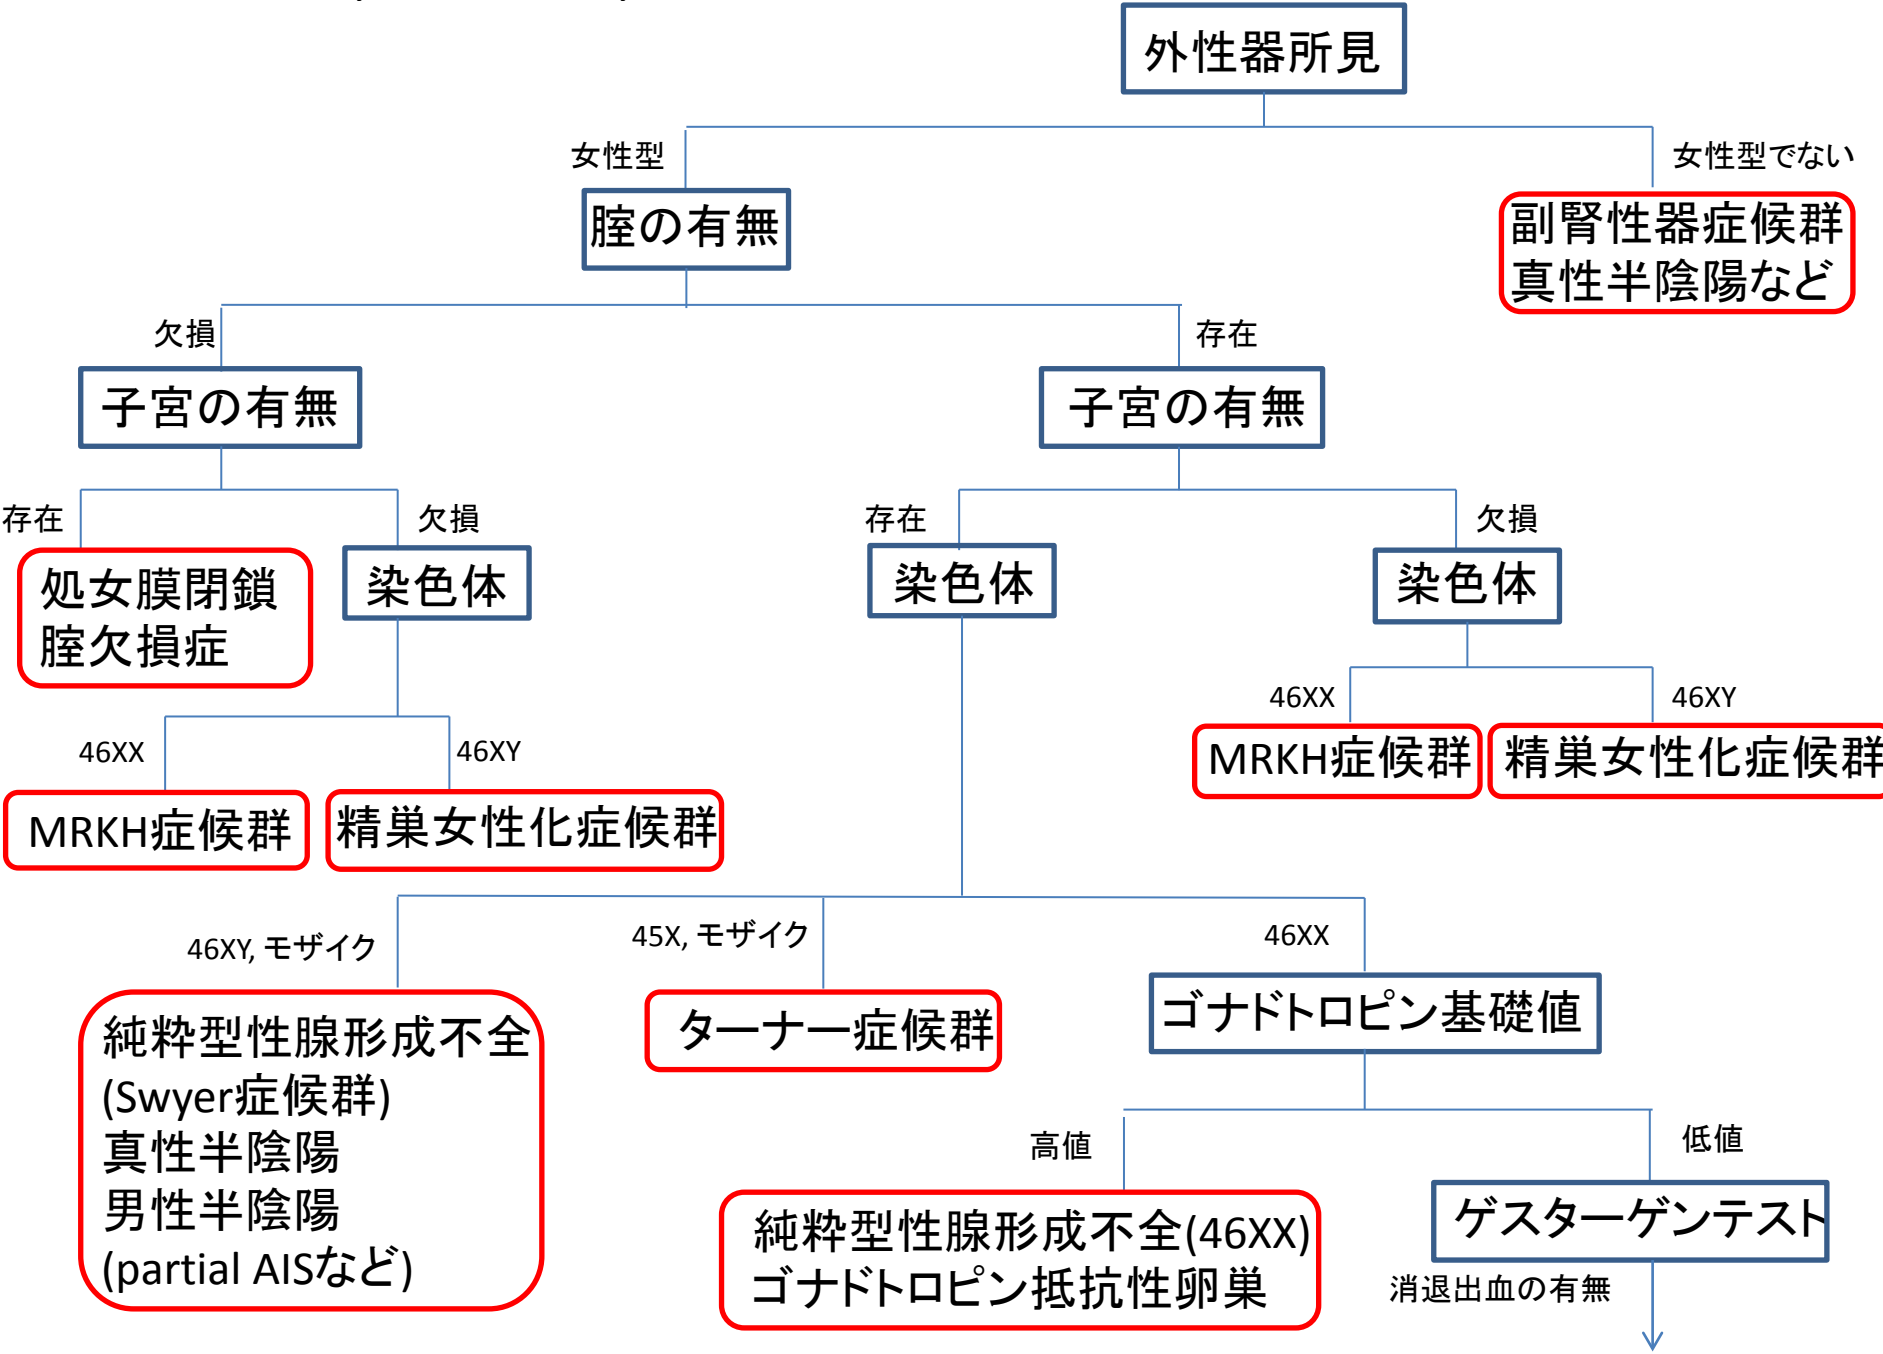 外性器所見
女性型
女性型でない
腟の有無
副腎性器症候群
真性半陰陽など
欠損
存在
子宮の有無
子宮の有無
存在
欠損
存在
欠損
処女膜閉鎖
腟欠損症
染色体
染色体
染色体
46XX
46XY
46XX
46XY
MRKH症候群
精巣女性化症候群
MRKH症候群
精巣女性化症候群
46XY, モザイク
45X, モザイク
46XX
純粋型性腺形成不全
(Swyer症候群)
真性半陰陽
男性半陰陽
(partial AISなど)
ターナー症候群
ゴナドトロピン基礎値
高値
低値
純粋型性腺形成不全(46XX)
ゴナドトロピン抵抗性卵巣
ゲスターゲンテスト
消退出血の有無